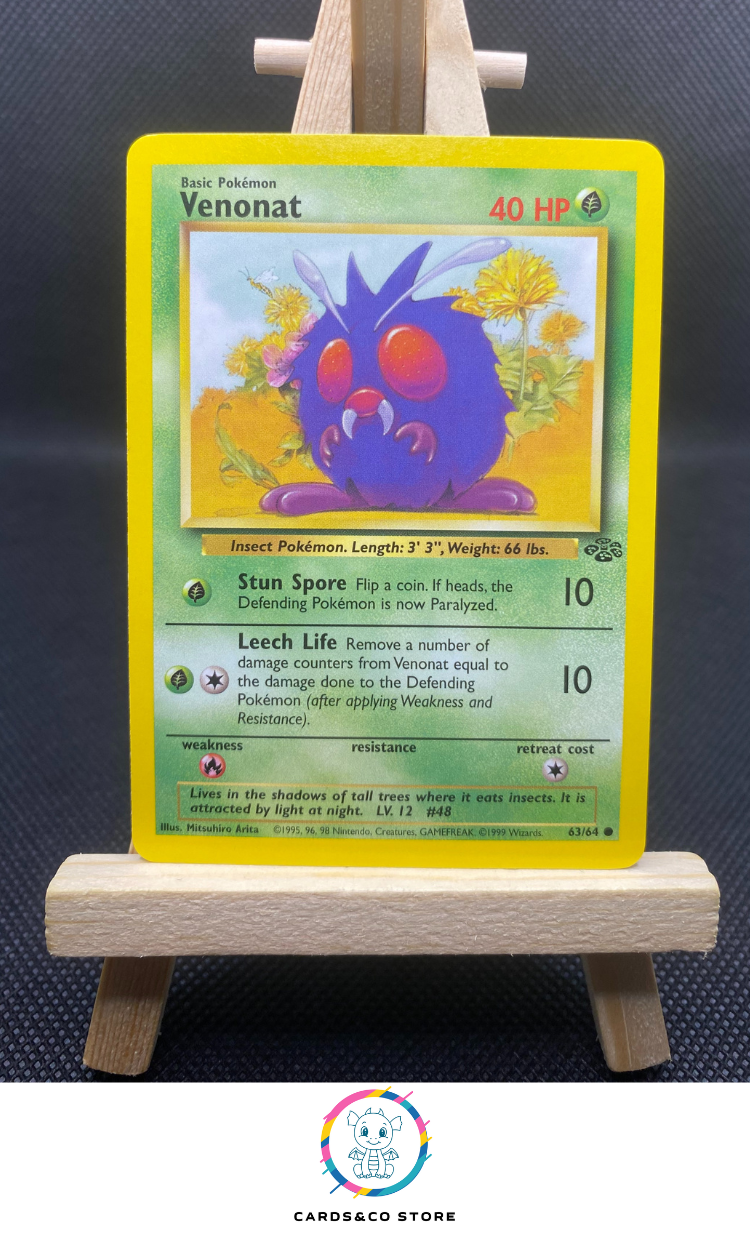 Basic Pokémon
Venonat
40 HP
Insect Pokémon. Length: 3' 3", Weight: 66 lbs.
Stun Spore Flip a coin. If heads, the
Defending Pokémon is now Paralyzed.
10
Leech Life Remove a number of
damage counters from Venonat equal to
the damage done to the Defending
Pokémon (after applying Weakness and
Resistance).
10
weakness resistance retreat cost
Lives in the shadows of tall trees where it eats insects. It is
attracted by light at night. LV. 12 #48
Illus. Mitsuhiro Arita ©1995, 96, 98 Nintendo, Creatures, GAMEFREAK. ©1999 Wizards. 63/64
CARDS&CO STORE